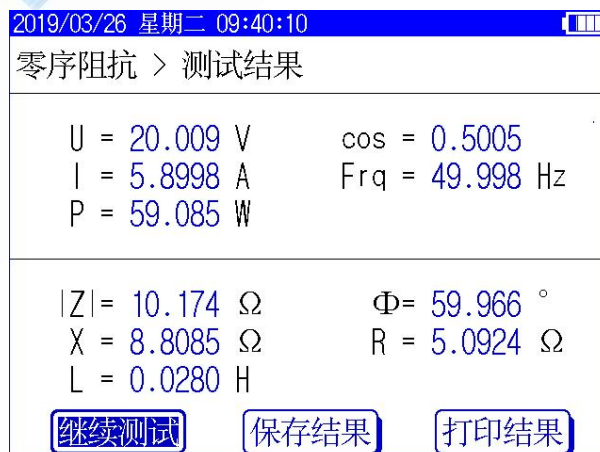 2019/03/26 星期二 09:40:10
零序阻抗 > 测试结果
U = 20.009 V cos = 0.5005
I = 5.8998 A Frq = 49.998 Hz
P = 59.085 W
|Z|= 10.174 Ω Φ= 59.966 °
X = 8.8085 Ω R = 5.0924 Ω
L = 0.0280 H
继续测试 保存结果 打印结果